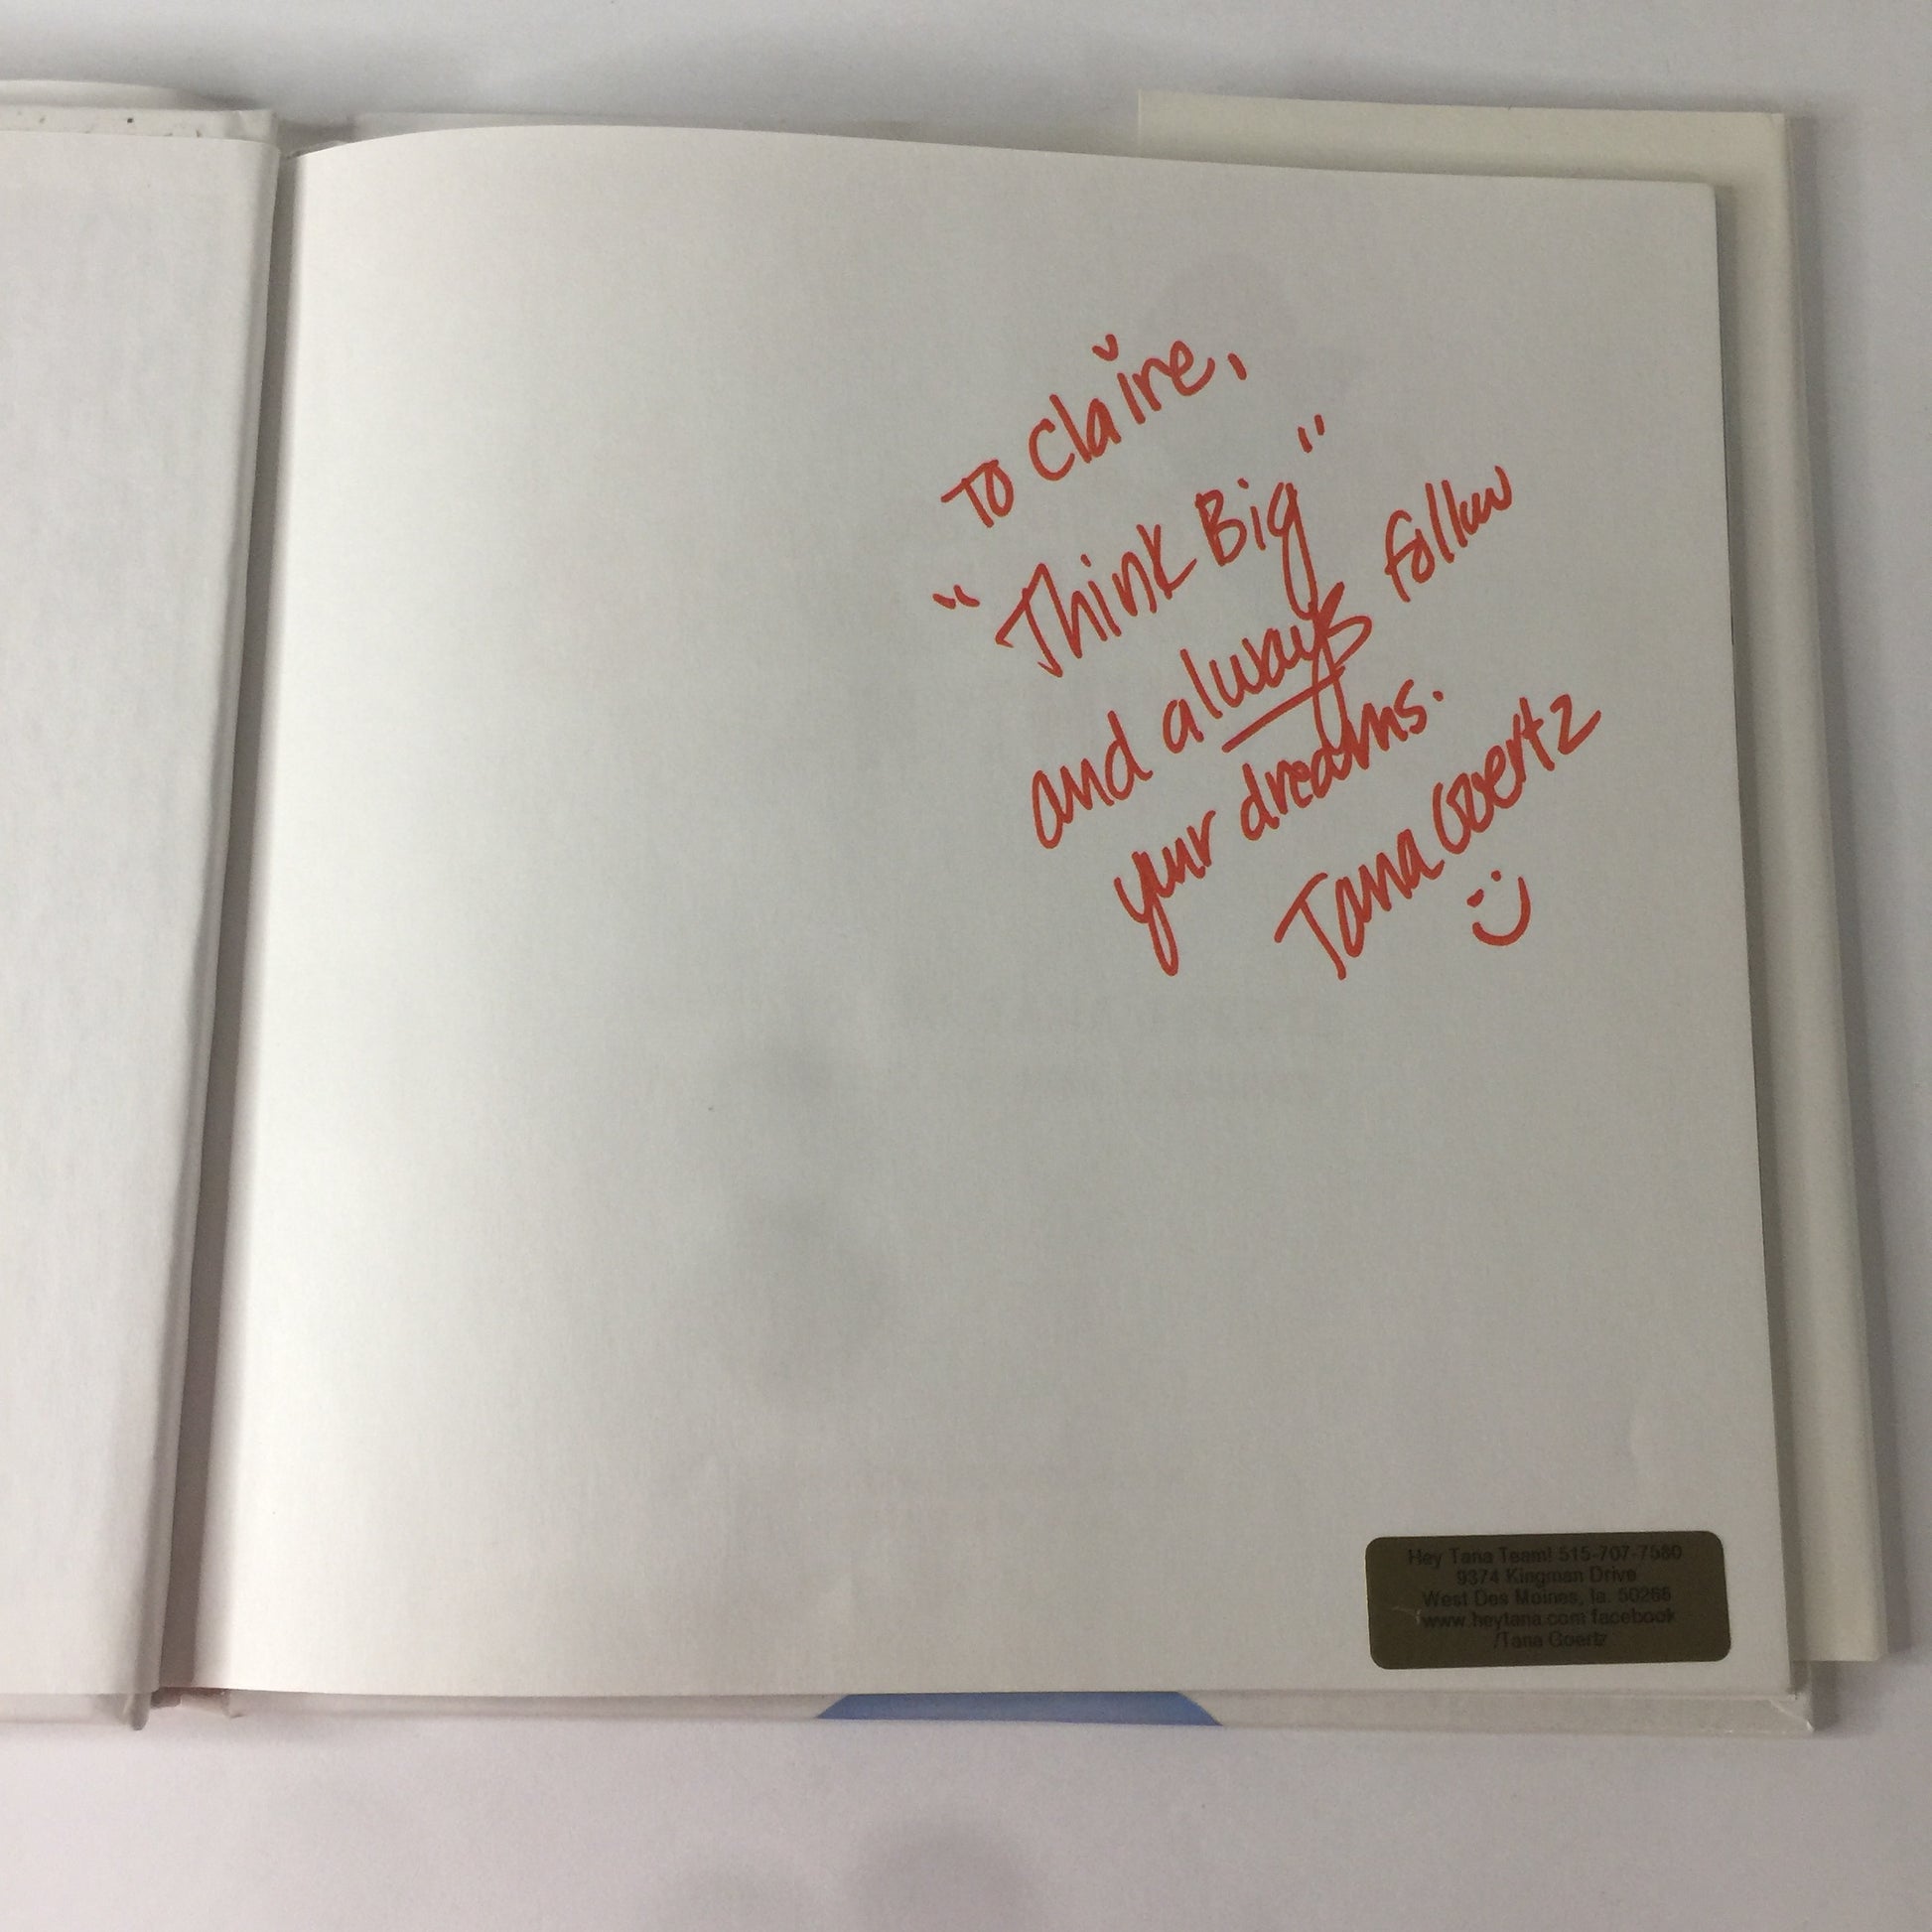 To Claire,
"Think Big"
and always follow
your dreams.
Tana Goertz
Hey Tana Team! 515-707-7580
9374 Kingman Drive
West Des Moines, Ia. 50266
www.heytana.com facebook
/Tana Goertz